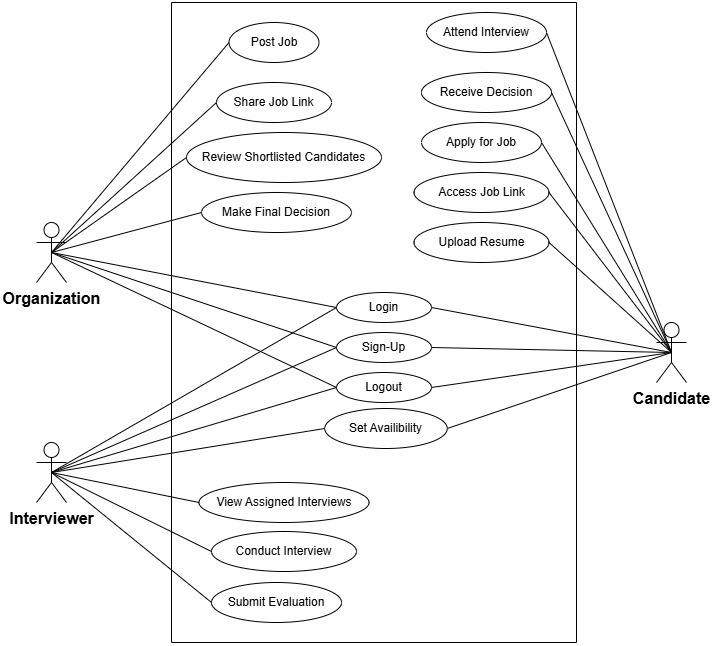 Post Job
Attend Interview
Share Job Link
Receive Decision
Review Shortlisted Candidates
Apply for Job
Make Final Decision
Access Job Link
Upload Resume
Organization
Login
Sign-Up
Logout
Candidate
Set Availibility
Interviewer
View Assigned Interviews
Conduct Interview
Submit Evaluation